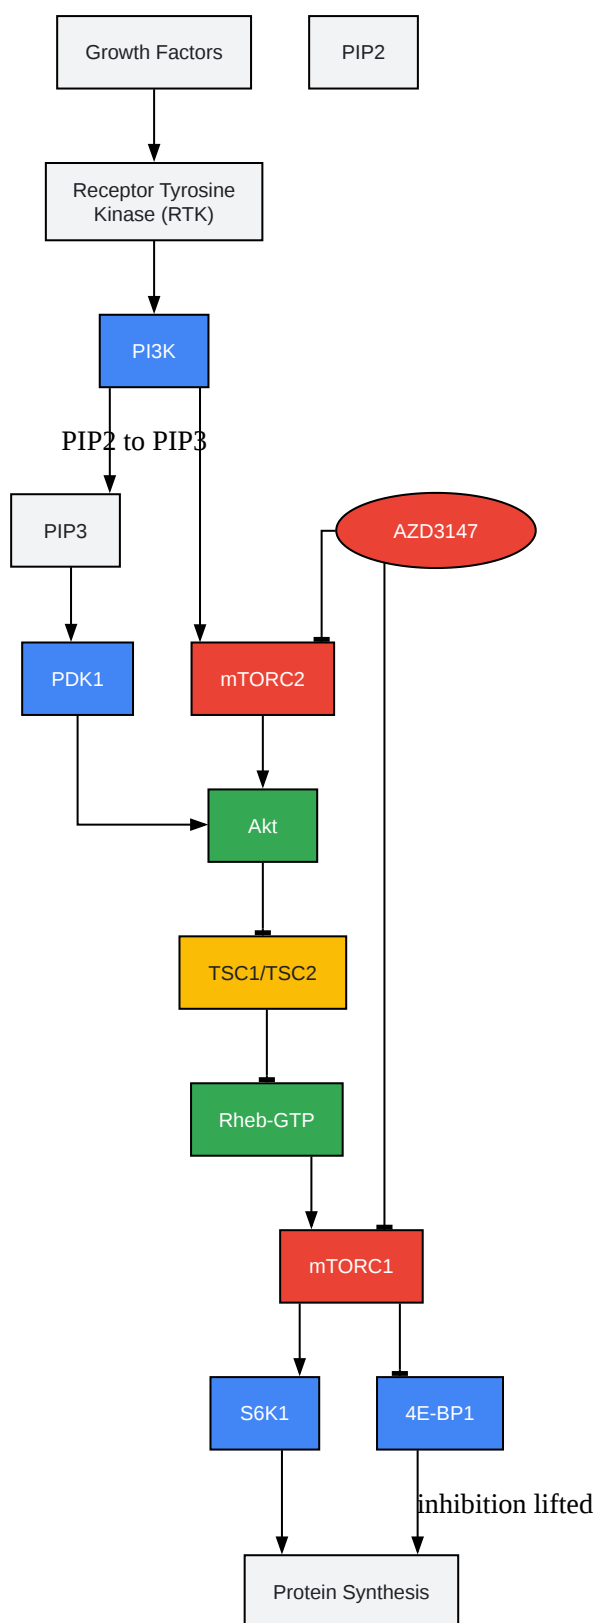 Growth Factors
PIP2
Receptor Tyrosine
Kinase (RTK)
PI3K
PIP2 to PIP3
PIP3
AZD3147
PDK1
mTORC2
Akt
TSC1/TSC2
Rheb-GTP
mTORC1
S6K1
4E-BP1
inhibition lifted
Protein Synthesis